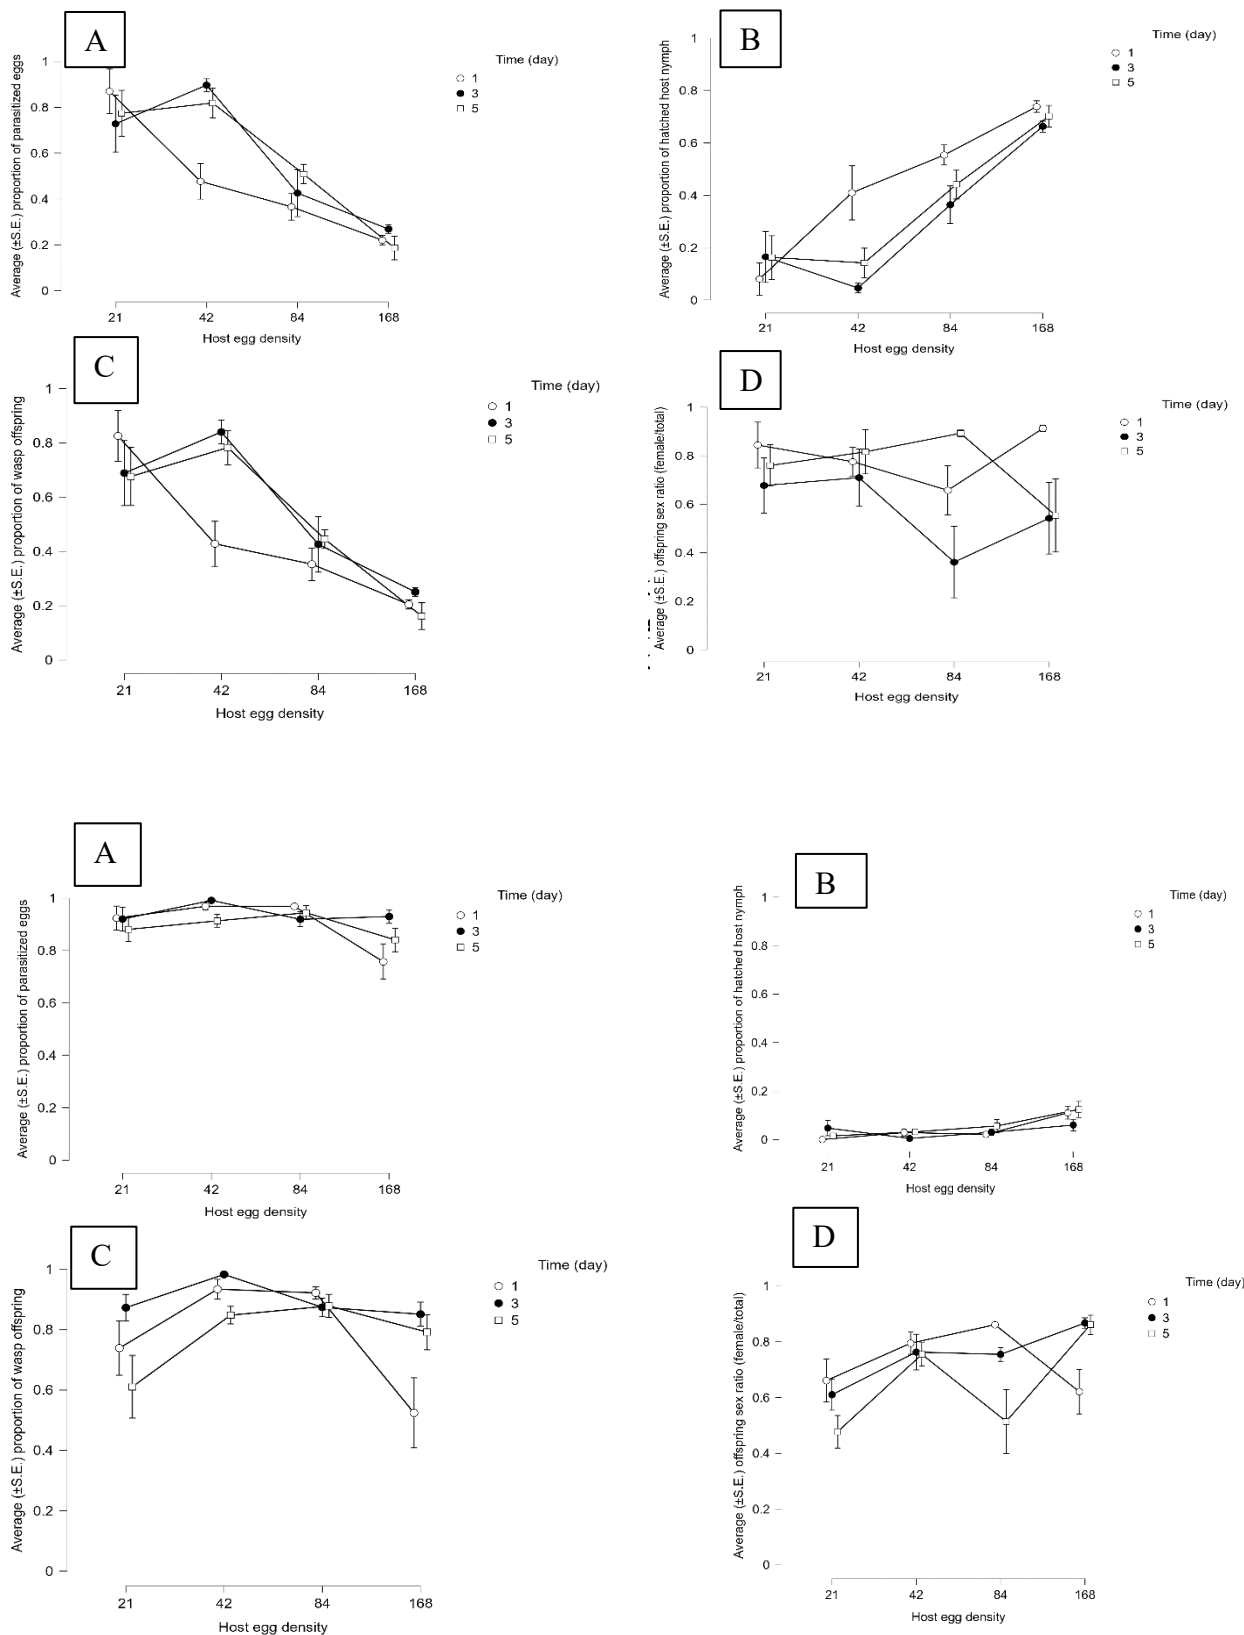 A
Time (day)
1
3
5
Average (±S.E.) proportion of parasitized eggs
1
0.8
0.6
0.4
0.2
0
21 42 84 168
Host egg density
B
Time (day)
1
3
5
Average (±S.E.) proportion of hatched host nymph
1
0.8
0.6
0.4
0.2
0
21 42 84 168
Host egg density
C
Time (day)
1
3
5
Average (±S.E.) proportion of wasp offspring
1
0.8
0.6
0.4
0.2
0
21 42 84 168
Host egg density
D
Time (day)
1
3
5
Average (±S.E.) offspring sex ratio (female/total)
1
0.8
0.6
0.4
0.2
0
21 42 84 168
Host egg density
A
Time (day)
1
3
5
Average (±S.E.) proportion of parasitized eggs
1
0.8
0.6
0.4
0.2
0
21 42 84 168
Host egg density
B
Time (day)
1
3
5
Average (±S.E.) proportion of hatched host nymph
1
0.8
0.6
0.4
0.2
0
21 42 84 168
Host egg density
C
Time (day)
1
3
5
Average (±S.E.) proportion of wasp offspring
1
0.8
0.6
0.4
0.2
0
21 42 84 168
Host egg density
D
Time (day)
1
3
5
Average (±S.E.) offspring sex ratio (female/total)
1
0.8
0.6
0.4
0.2
0
21 42 84 168
Host egg density